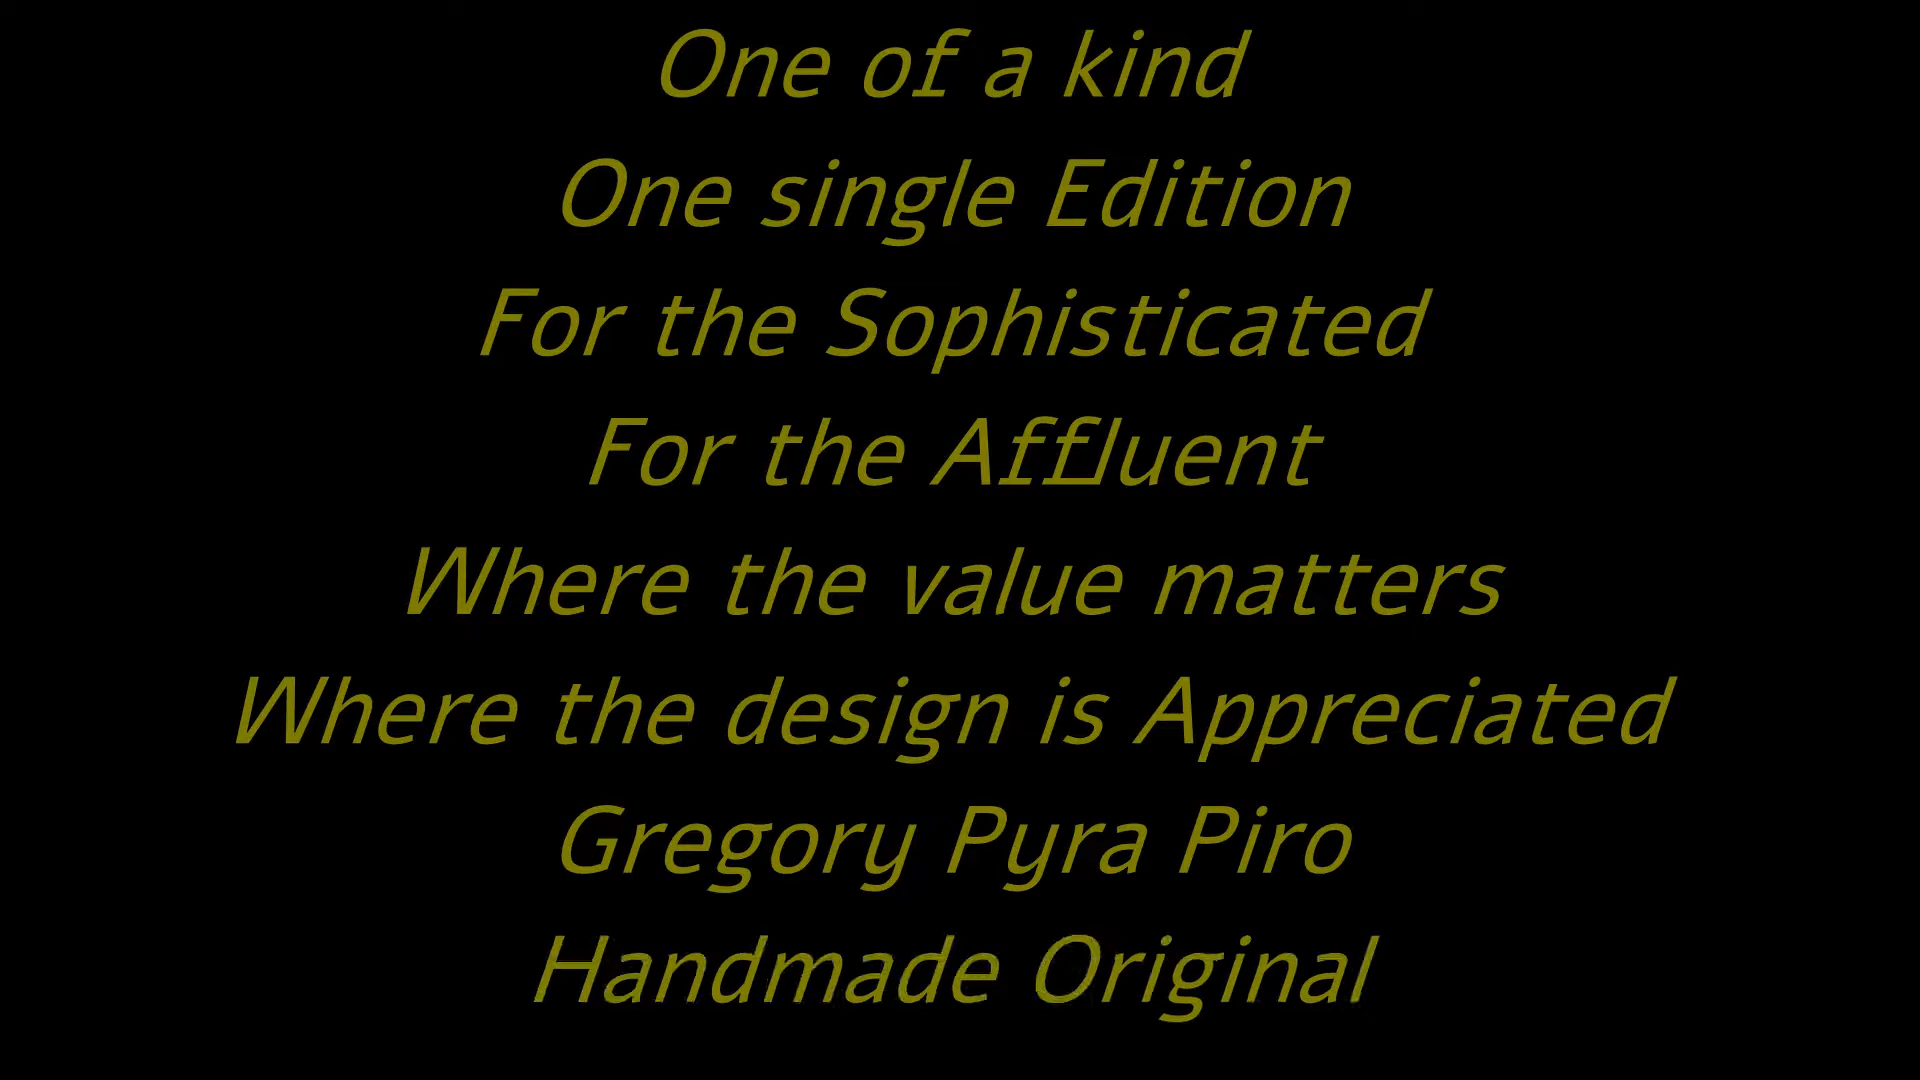 One of a kind
One single Edition
For the Sophisticated
For the Affluent
Where the value matters
Where the design is Appreciated
Gregory Pyra Piro
Handmade Original